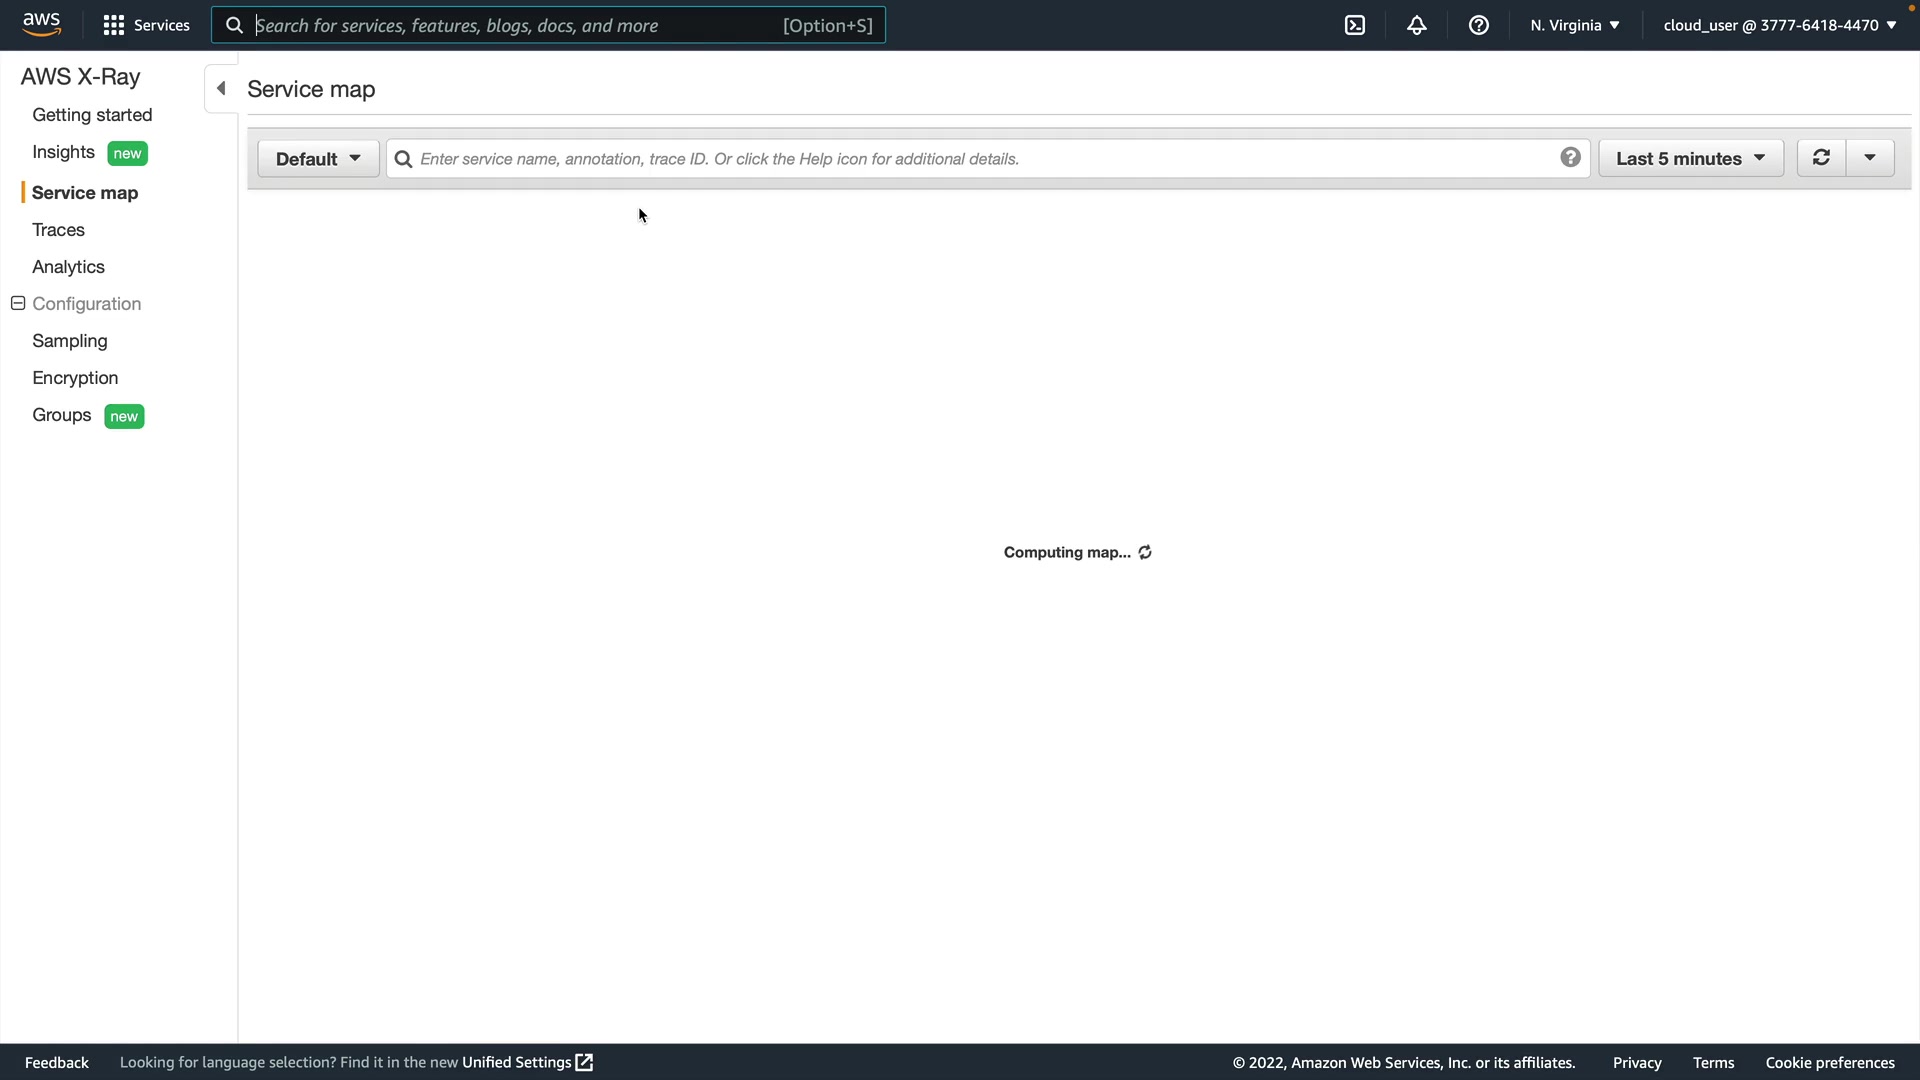 aws
Services
Search for services, features, blogs, docs, and more
[Option+S]
N. Virginia
cloud_user @ 3777-6418-4470
AWS X-Ray
Getting started
Insights new
Service map
Traces
Analytics
Configuration
Sampling
Encryption
Groups new
Service map
Default
Enter service name, annotation, trace ID. Or click the Help icon for additional details.
Last 5 minutes
Computing map...
Feedback
Looking for language selection? Find it in the new Unified Settings
© 2022, Amazon Web Services, Inc. or its affiliates.
Privacy
Terms
Cookie preferences